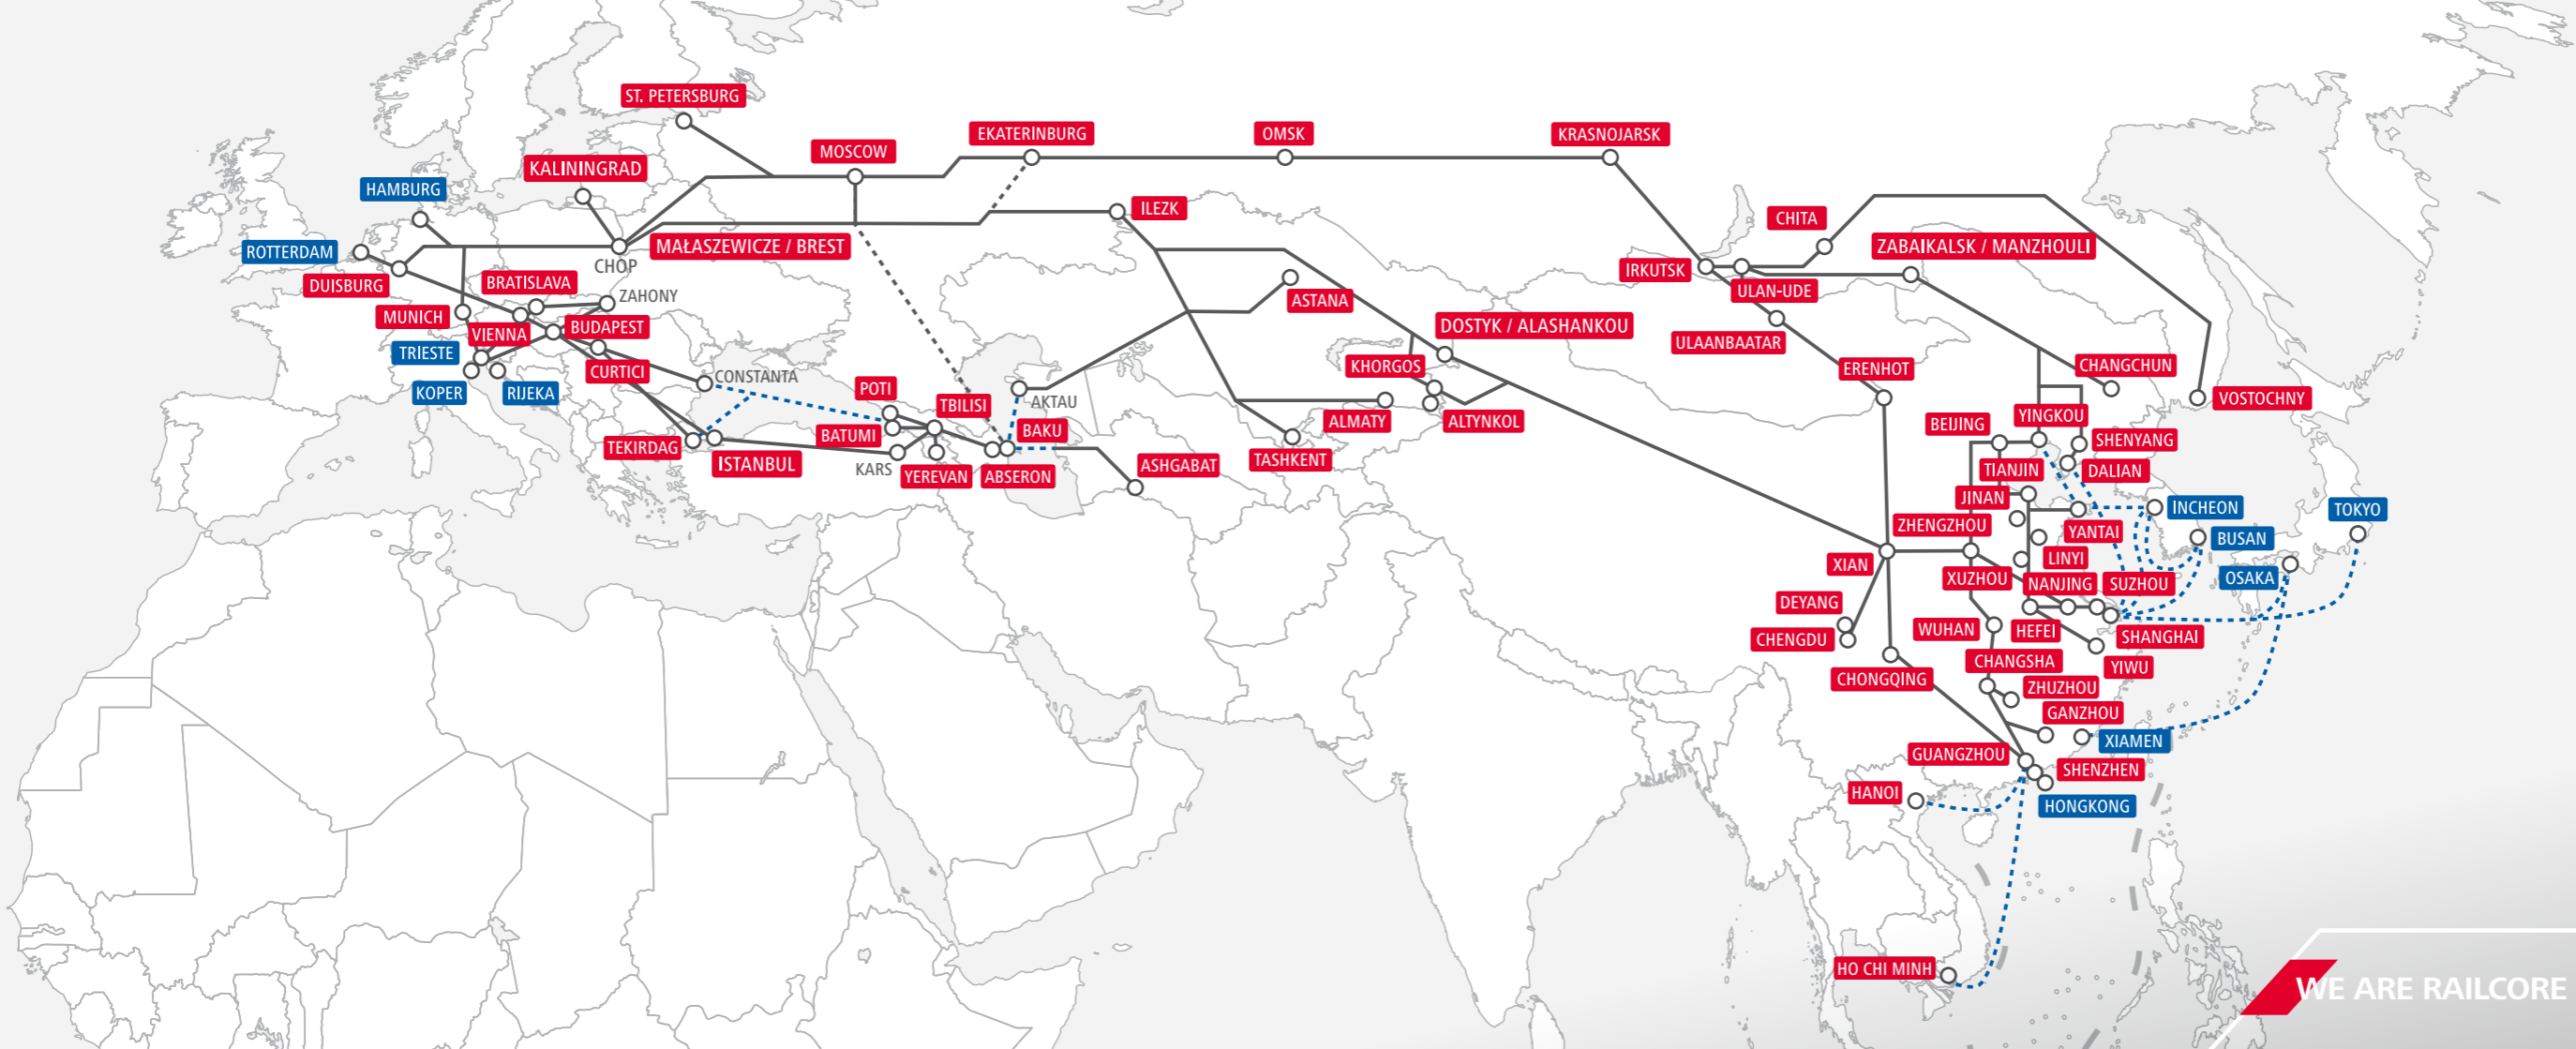 ST. PETERSBURG
MOSCOW
EKATERINBURG
OMSK
KRASNOJARSK
KALININGRAD
HAMBURG
ILEZK
CHITA
ROTTERDAM
MAŁASZEWICZE / BREST
ZABAIKALSK / MANZHOULI
CHOP
IRKUTSK
DUISBURG
BRATISLAVA
ZAHONY
ULAN-UDE
ASTANA
MUNICH
VIENNA
BUDAPEST
DOSTYK / ALASHANKOU
ULAANBAATAR
TRIESTE
CURTICI
CONSTANTA
KHORGOS
ERENHOT
CHANGCHUN
KOPER
RIJEKA
POTI
TBILISI
AKTAU
VOSTOCHNY
ALMATY
ALTYNKOL
BEIJING
YINGKOU
BATUMI
BAKU
TEKIRDAG
ISTANBUL
KARS
YEREVAN
ABSERON
ASHGABAT
TASHKENT
SHENYANG
TIANJIN
DALIAN
JINAN
INCHEON
TOKYO
ZHENGZHOU
YANTAI
BUSAN
XIAN
LINYI
XUZHOU
NANJING
SUZHOU
OSAKA
DEYANG
CHENGDU
WUHAN
HEFEI
SHANGHAI
CHANGSHA
YIWU
CHONGQING
ZHUZHOU
GANZHOU
XIAMEN
GUANGZHOU
SHENZHEN
HANOI
HONGKONG
HO CHI MINH
WE ARE RAILCORE